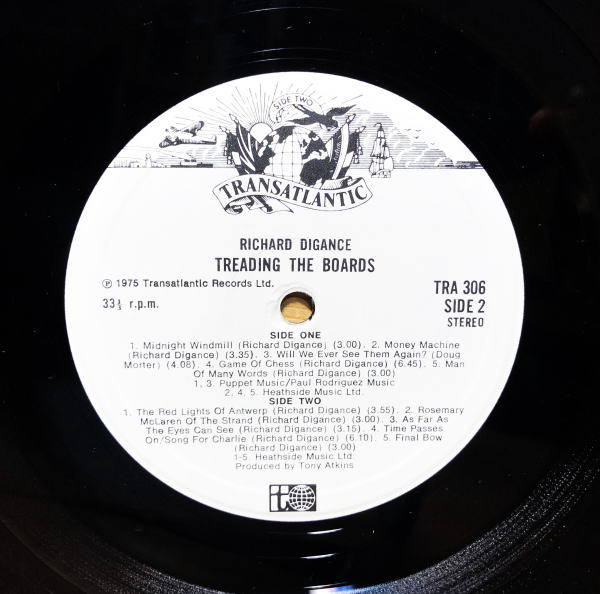 SIDE TWO
TRANSATLANTIC
RICHARD DIGANCE
TREADING THE BOARDS
℗ 1975 Transatlantic Records Ltd.
TRA 306
33⅓ r.p.m.
SIDE 2
STEREO
SIDE ONE
1. Midnight Windmill (Richard Digance) (3.00). 2. Money Machine
(Richard Digance) (3.35). 3. Will We Ever See Them Again? (Doug
Morter) (4.08). 4. Game Of Chess (Richard Digance) (6.45). 5. Man
Of Many Words (Richard Digance) (3.00)
1, 3. Puppet Music/Paul Rodriguez Music
2, 4, 5. Heathside Music Ltd.
SIDE TWO
1. The Red Lights Of Antwerp (Richard Digance) (3.55). 2. Rosemary
McLaren Of The Strand (Richard Digance) (3.00). 3. As Far As
The Eyes Can See (Richard Digance) (3.15). 4. Time Passes
On/Song For Charlie (Richard Digance) (6.10). 5. Final Bow
(Richard Digance) (3.00)
1-5. Heathside Music Ltd.
Produced by Tony Atkins